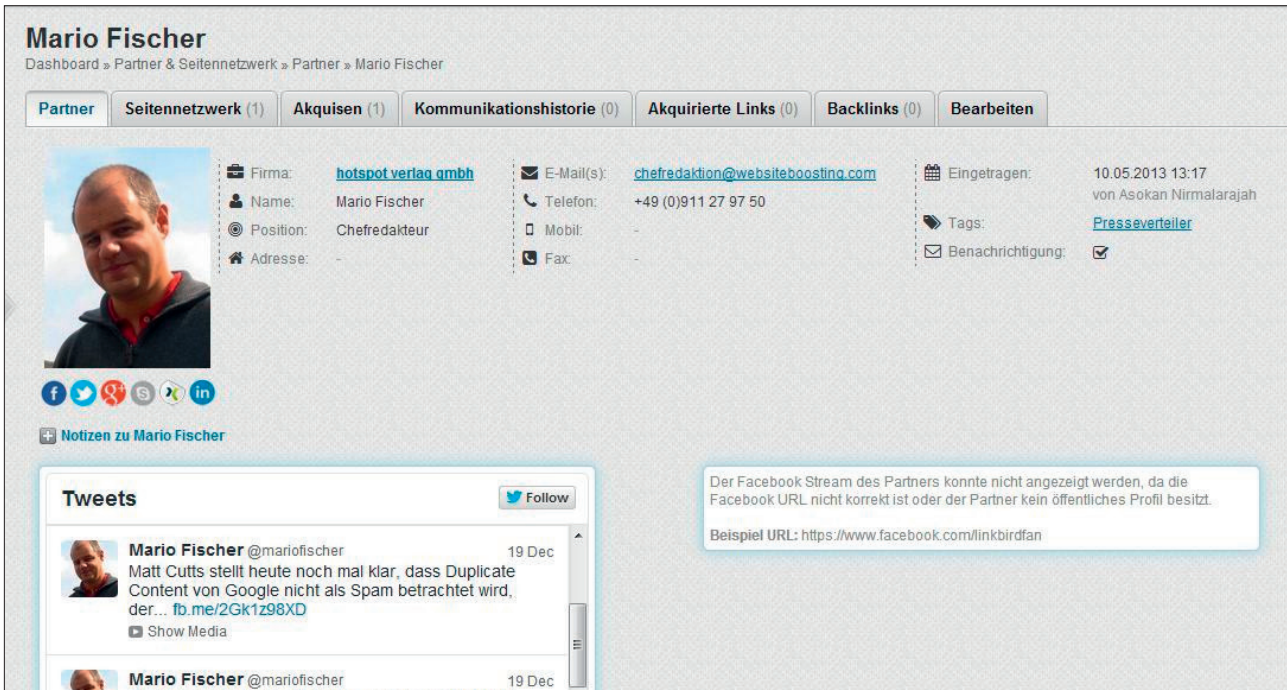 Mario Fischer
Dashboard » Partner & Seitennetzwerk » Partner » Mario Fischer
Partner Seitennetzwerk (1) Akquisen (1) Kommunikationshistorie (0) Akquirierte Links (0) Backlinks (0) Bearbeiten
Firma: hotspot verlag gmbh
Name: Mario Fischer
Position: Chefredakteur
Adresse: -
E-Mail(s): chefredaktion@websiteboosting.com
Telefon: +49 (0)911 27 97 50
Mobil: -
Fax: -
Eingetragen: 10.05.2013 13:17
von Asokan Nirmalarajah
Tags: Presseverteiler
Benachrichtigung:
Notizen zu Mario Fischer
Tweets
Follow
Mario Fischer @mariofischer 19 Dec
Matt Cutts stellt heute noch mal klar, dass Duplicate
Content von Google nicht als Spam betrachtet wird,
der... fb.me/2Gk1z98XD
Show Media
Mario Fischer @mariofischer 19 Dec
Der Facebook Stream des Partners konnte nicht angezeigt werden, da die
Facebook URL nicht korrekt ist oder der Partner kein öffentliches Profil besitzt.
Beispiel URL: https://www.facebook.com/linkbirdfan